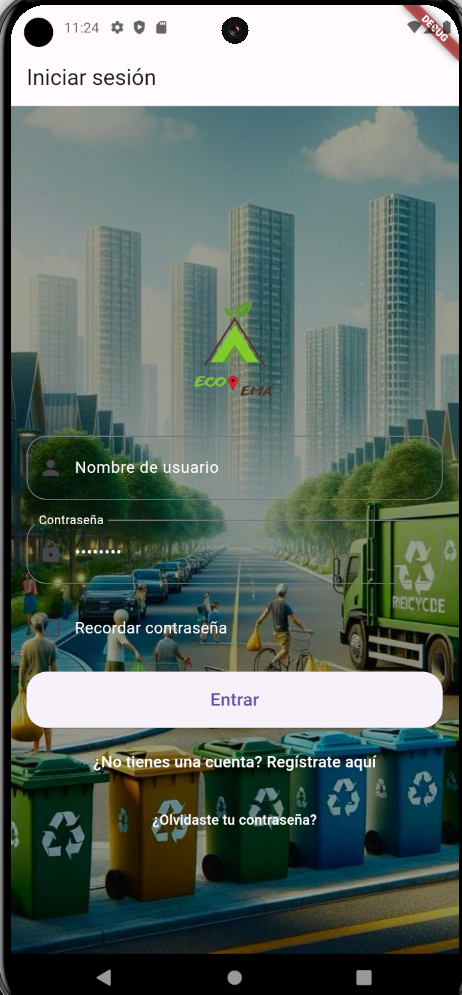 11:24
DEBUG
Iniciar sesión
ECO EMA
Nombre de usuario
Contraseña
••••••••
RECYCDE
Recordar contraseña
Entrar
¿No tienes una cuenta? Regístrate aquí
¿Olvidaste tu contraseña?